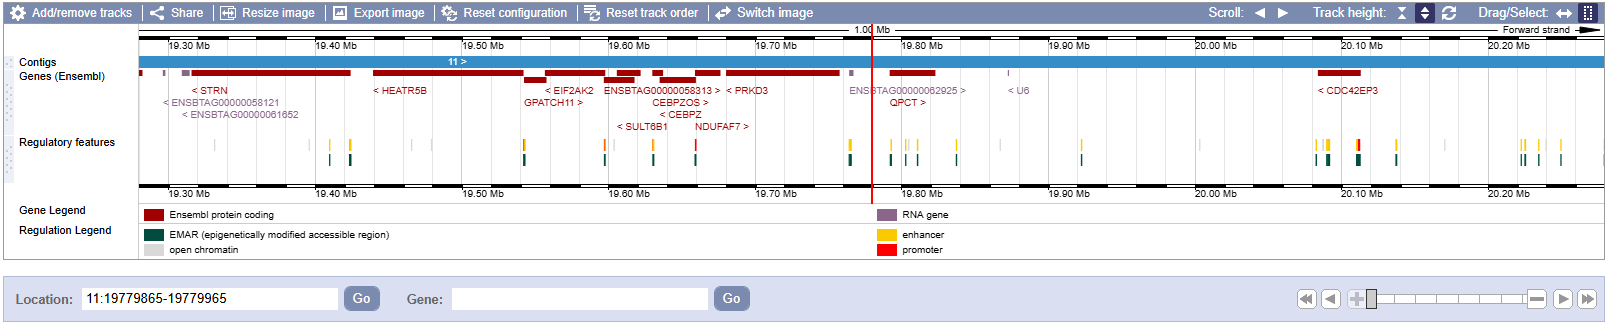 Add/remove tracks Share Resize image Export image Reset configuration Reset track order Switch image Scroll: Track height: Drag/Select:
1.00 Mb Forward strand
19.30 Mb 19.40 Mb 19.50 Mb 19.60 Mb 19.70 Mb 19.80 Mb 19.90 Mb 20.00 Mb 20.10 Mb 20.20 Mb
Contigs 11 >
Genes (Ensembl)
< STRN < HEATR5B < EIF2AK2 ENSBTAG00000058313 > < PRKD3 ENSBTAG00000062925 > < U6 < CDC42EP3
< ENSBTAG00000058121 GPATCH11 > CEBPZOS > QPCT >
< ENSBTAG00000061652 < CEBPZ
< SULT6B1 NDUFAF7 >
Regulatory features
19.30 Mb 19.40 Mb 19.50 Mb 19.60 Mb 19.70 Mb 19.80 Mb 19.90 Mb 20.00 Mb 20.10 Mb 20.20 Mb
Gene Legend Ensembl protein coding RNA gene
Regulation Legend EMAR (epigenetically modified accessible region) enhancer
open chromatin promoter
Location: 11:19779865-19779965 Go Gene: Go